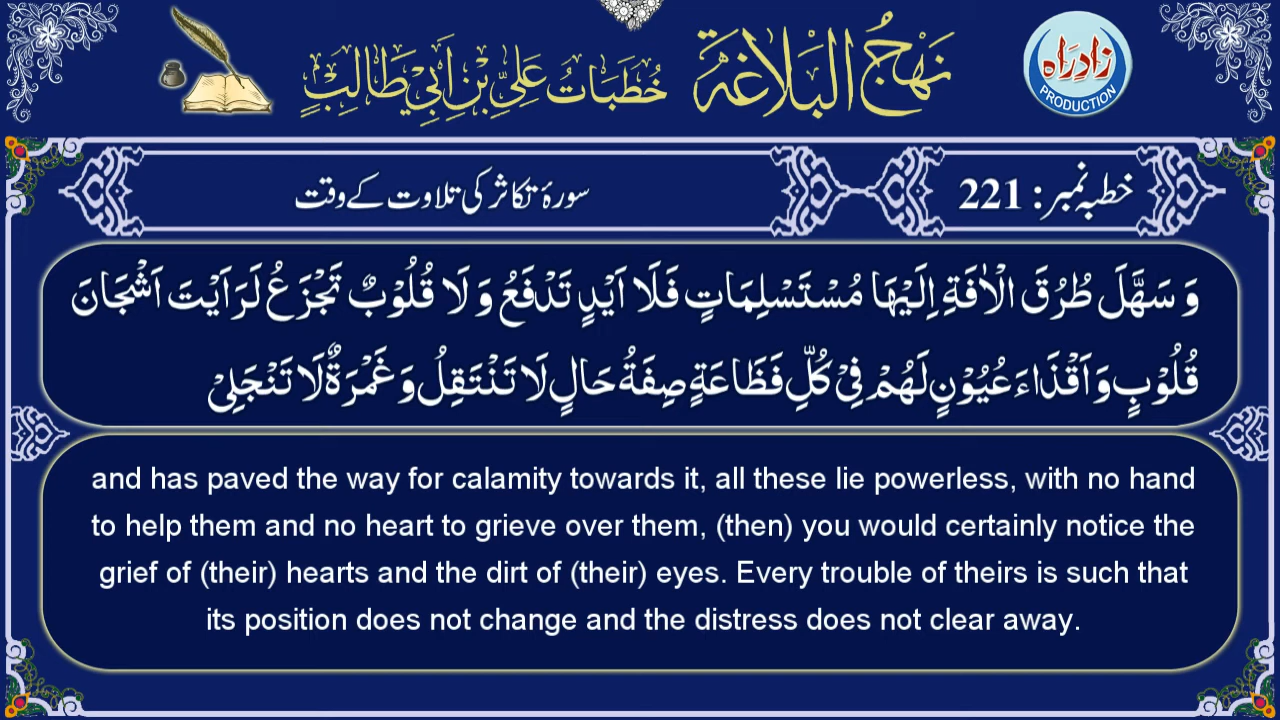 نَهْجُ الْبَلَاغَة
خُطَبَاتُ عَلِیِّ بْنِ اَبِیْ طَالِبْ
زادِ راہ
PRODUCTION
خطبہ نمبر: 221
سورۂ تکاثر کی تلاوت کے وقت
وَ سَهَّلَ طُرُقَ الْاٰفَةِ اِلَیْهَا مُسْتَسْلِمَاتٍ فَلَا اَیْدٍ تَدْفَعُ وَ لَا قُلُوْبٌ تَجْزَعُ لَرَاَیْتَ اَشْجَانَ
قُلُوْبٍ وَ اَقْذَاءَ عُیُوْنٍ لَهُمْ فِیْ كُلِّ فَظَاعَةٍ صِفَةُ حَالٍ لَا تَنْتَقِلُ وَ غَمْرَةٌ لَا تَنْجَلِیْ
and has paved the way for calamity towards it, all these lie powerless, with no hand
to help them and no heart to grieve over them, (then) you would certainly notice the
grief of (their) hearts and the dirt of (their) eyes. Every trouble of theirs is such that
its position does not change and the distress does not clear away.